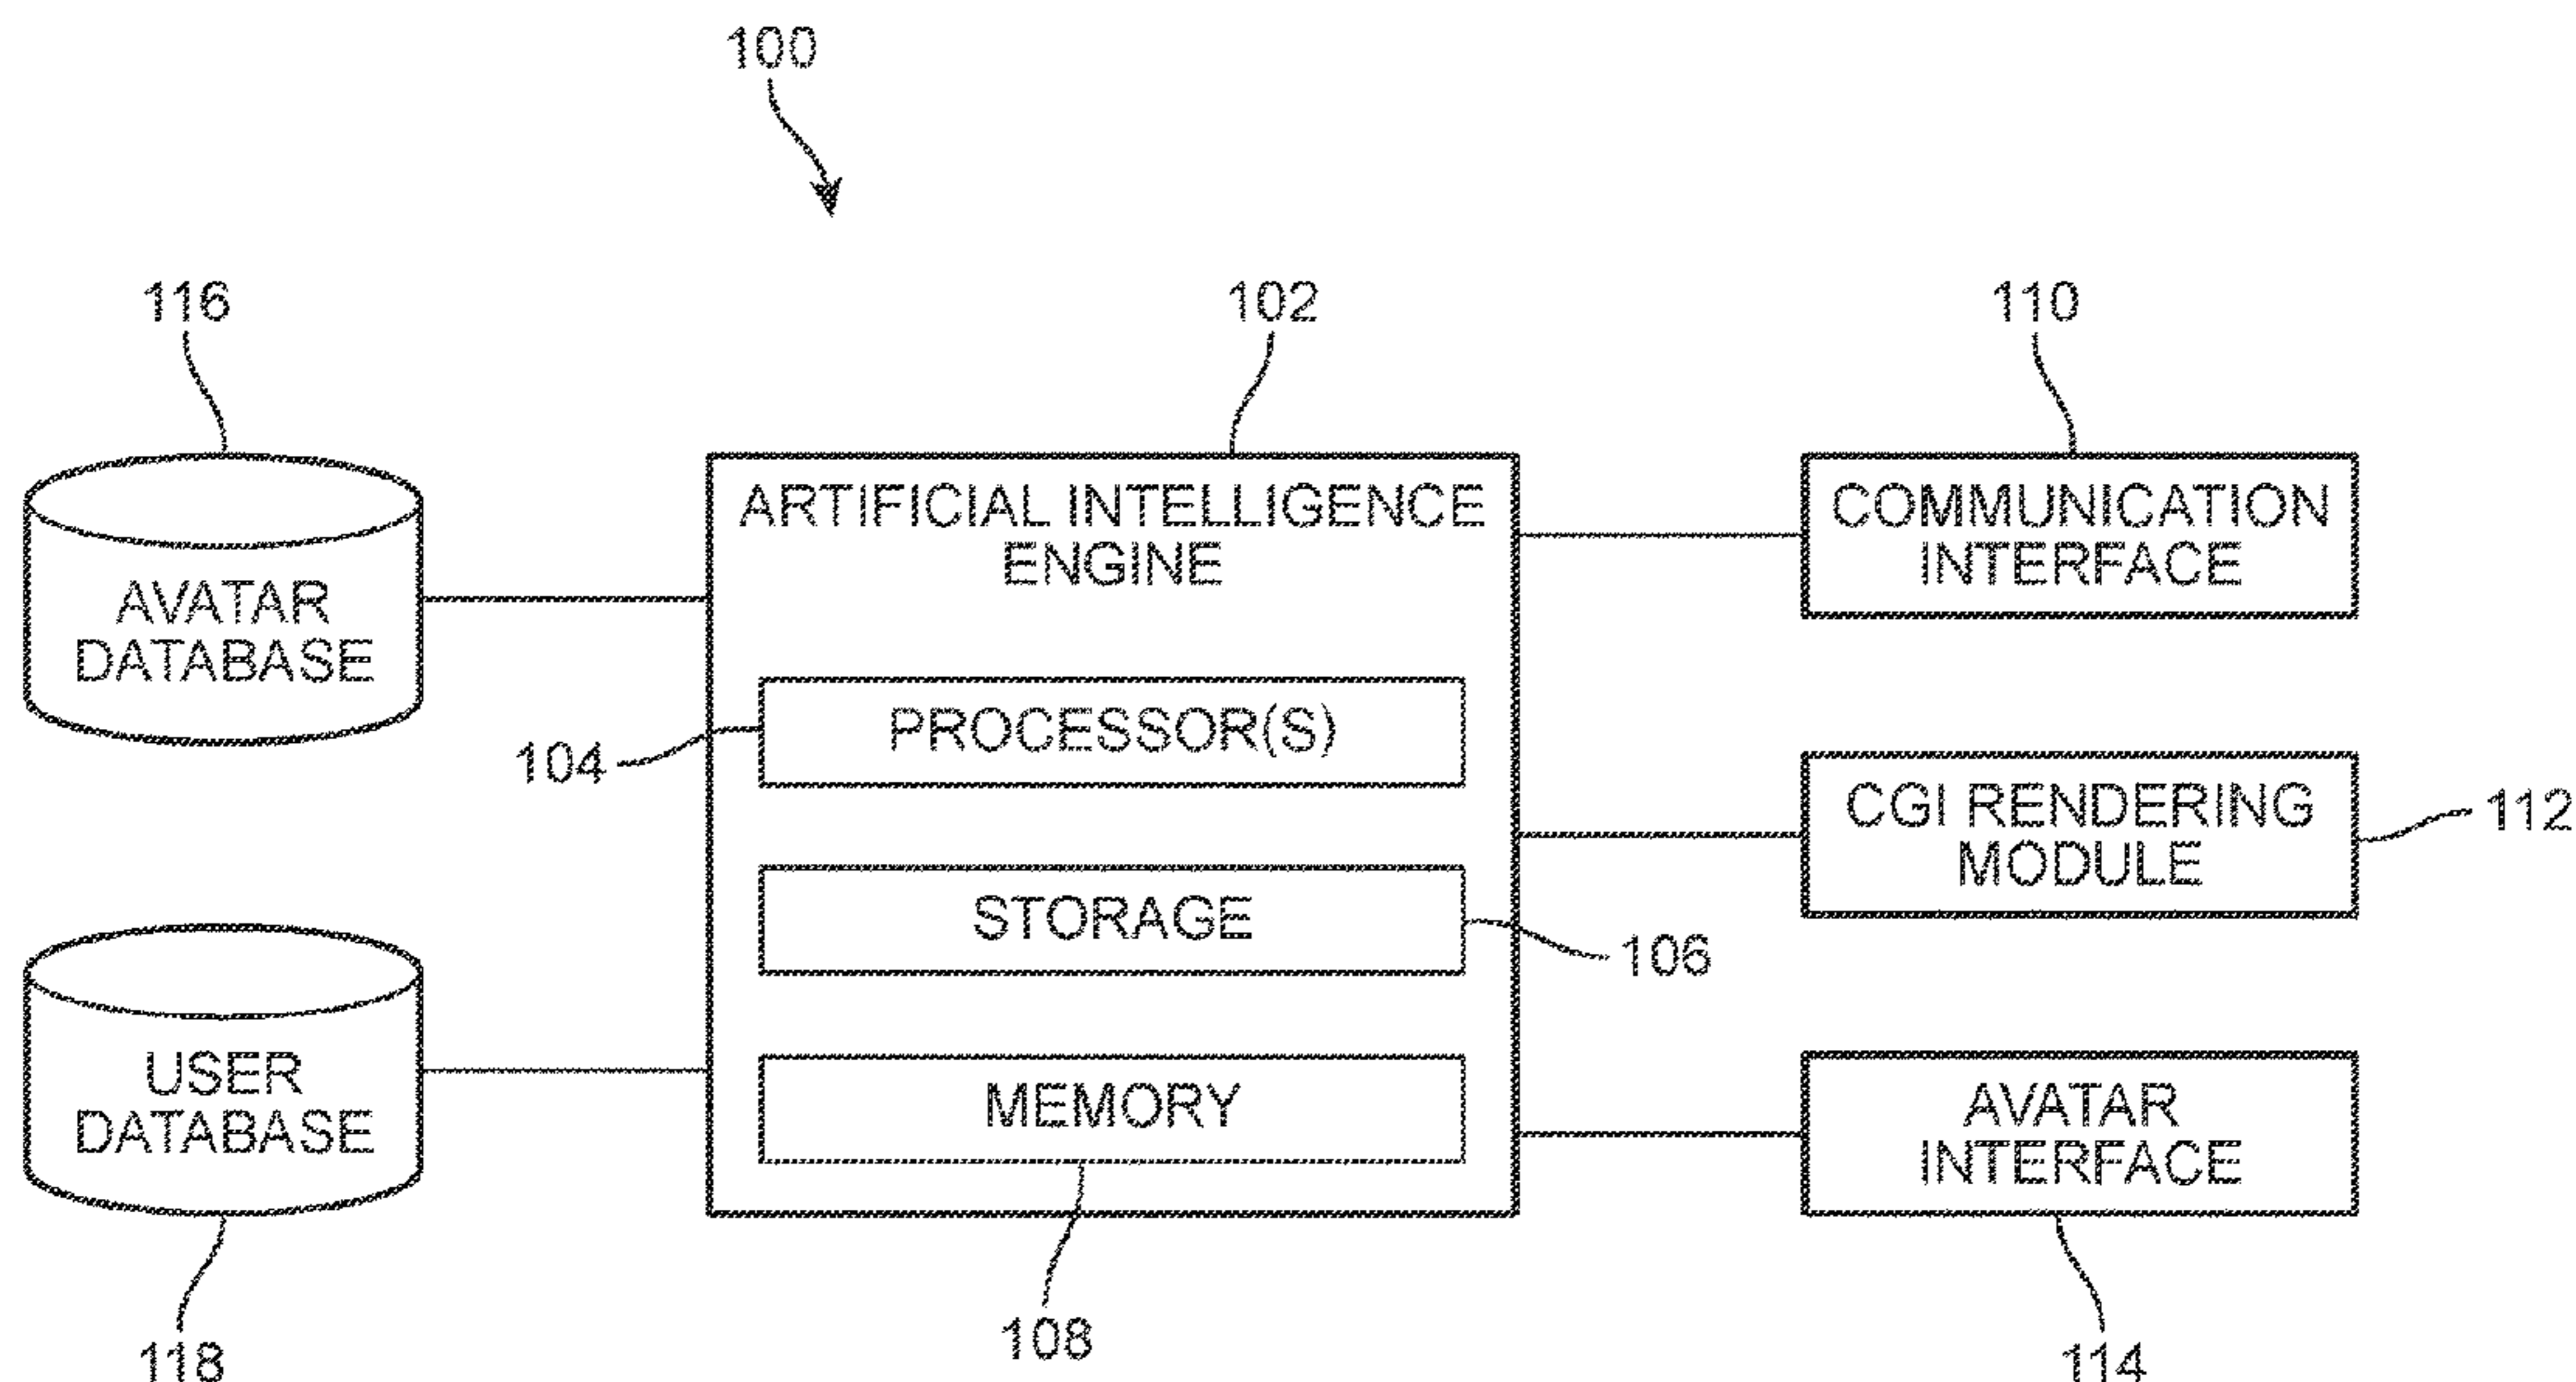 100
116
102
110
AVATAR
DATABASE
ARTIFICIAL INTELLIGENCE
ENGINE
COMMUNICATION
INTERFACE
104
PROCESSOR(S)
CGI RENDERING
MODULE
112
STORAGE
106
USER
DATABASE
MEMORY
AVATAR
INTERFACE
118
108
114